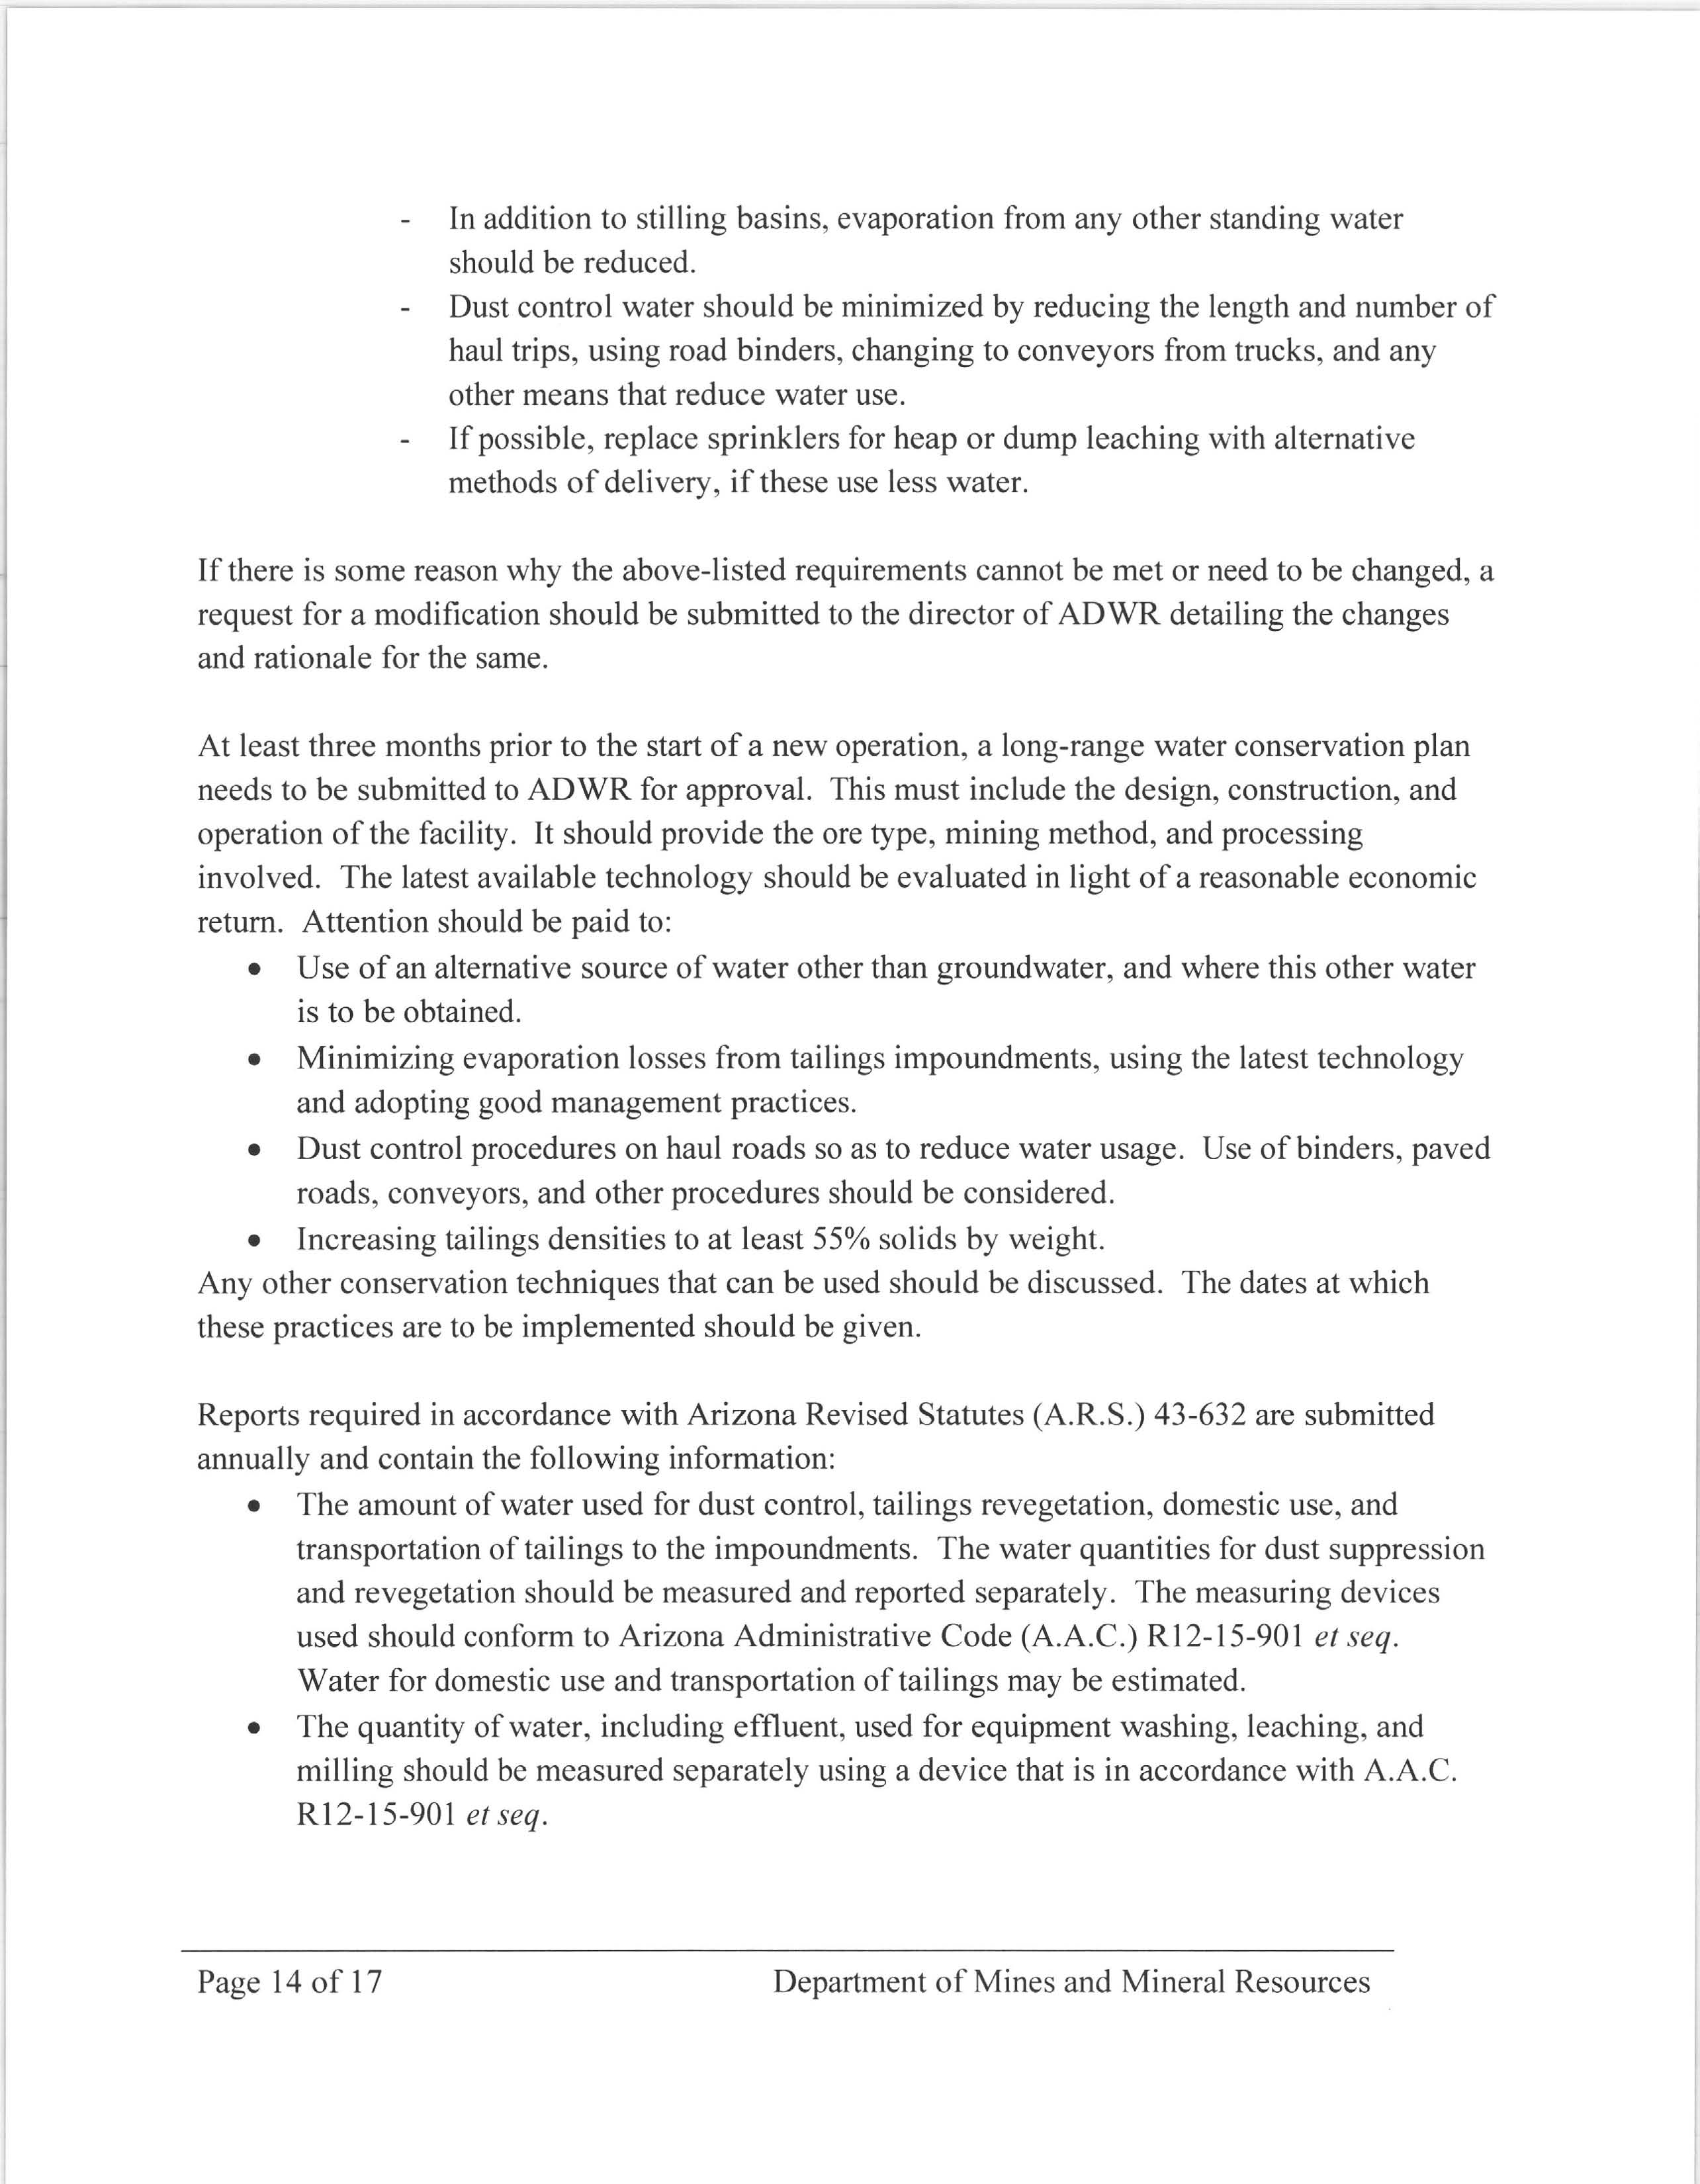 - In addition to stilling basins, evaporation from any other standing water
should be reduced.
- Dust control water should be minimized by reducing the length and number of
haul trips, using road binders, changing to conveyors from trucks, and any
other means that reduce water use.
- If possible, replace sprinklers for heap or dump leaching with alternative
methods of delivery, if these use less water.
If there is some reason why the above-listed requirements cannot be met or need to be changed, a
request for a modification should be submitted to the director of ADWR detailing the changes
and rationale for the same.
At least three months prior to the start of a new operation, a long-range water conservation plan
needs to be submitted to ADWR for approval. This must include the design, construction, and
operation of the facility. It should provide the ore type, mining method, and processing
involved. The latest available technology should be evaluated in light of a reasonable economic
return. Attention should be paid to:
• Use of an alternative source of water other than groundwater, and where this other water
is to be obtained.
• Minimizing evaporation losses from tailings impoundments, using the latest technology
and adopting good management practices.
• Dust control procedures on haul roads so as to reduce water usage. Use of binders, paved
roads, conveyors, and other procedures should be considered.
• Increasing tailings densities to at least 55% solids by weight.
Any other conservation techniques that can be used should be discussed. The dates at which
these practices are to be implemented should be given.
Reports required in accordance with Arizona Revised Statutes (A.R.S.) 43-632 are submitted
annually and contain the following information:
• The amount of water used for dust control, tailings revegetation, domestic use, and
transportation of tailings to the impoundments. The water quantities for dust suppression
and revegetation should be measured and reported separately. The measuring devices
used should conform to Arizona Administrative Code (A.A.C.) R12-15-901 et seq.
Water for domestic use and transportation of tailings may be estimated.
• The quantity of water, including effluent, used for equipment washing, leaching, and
milling should be measured separately using a device that is in accordance with A.A.C.
R12-15-901 et seq.
Page 14 of 17 Department of Mines and Mineral Resources